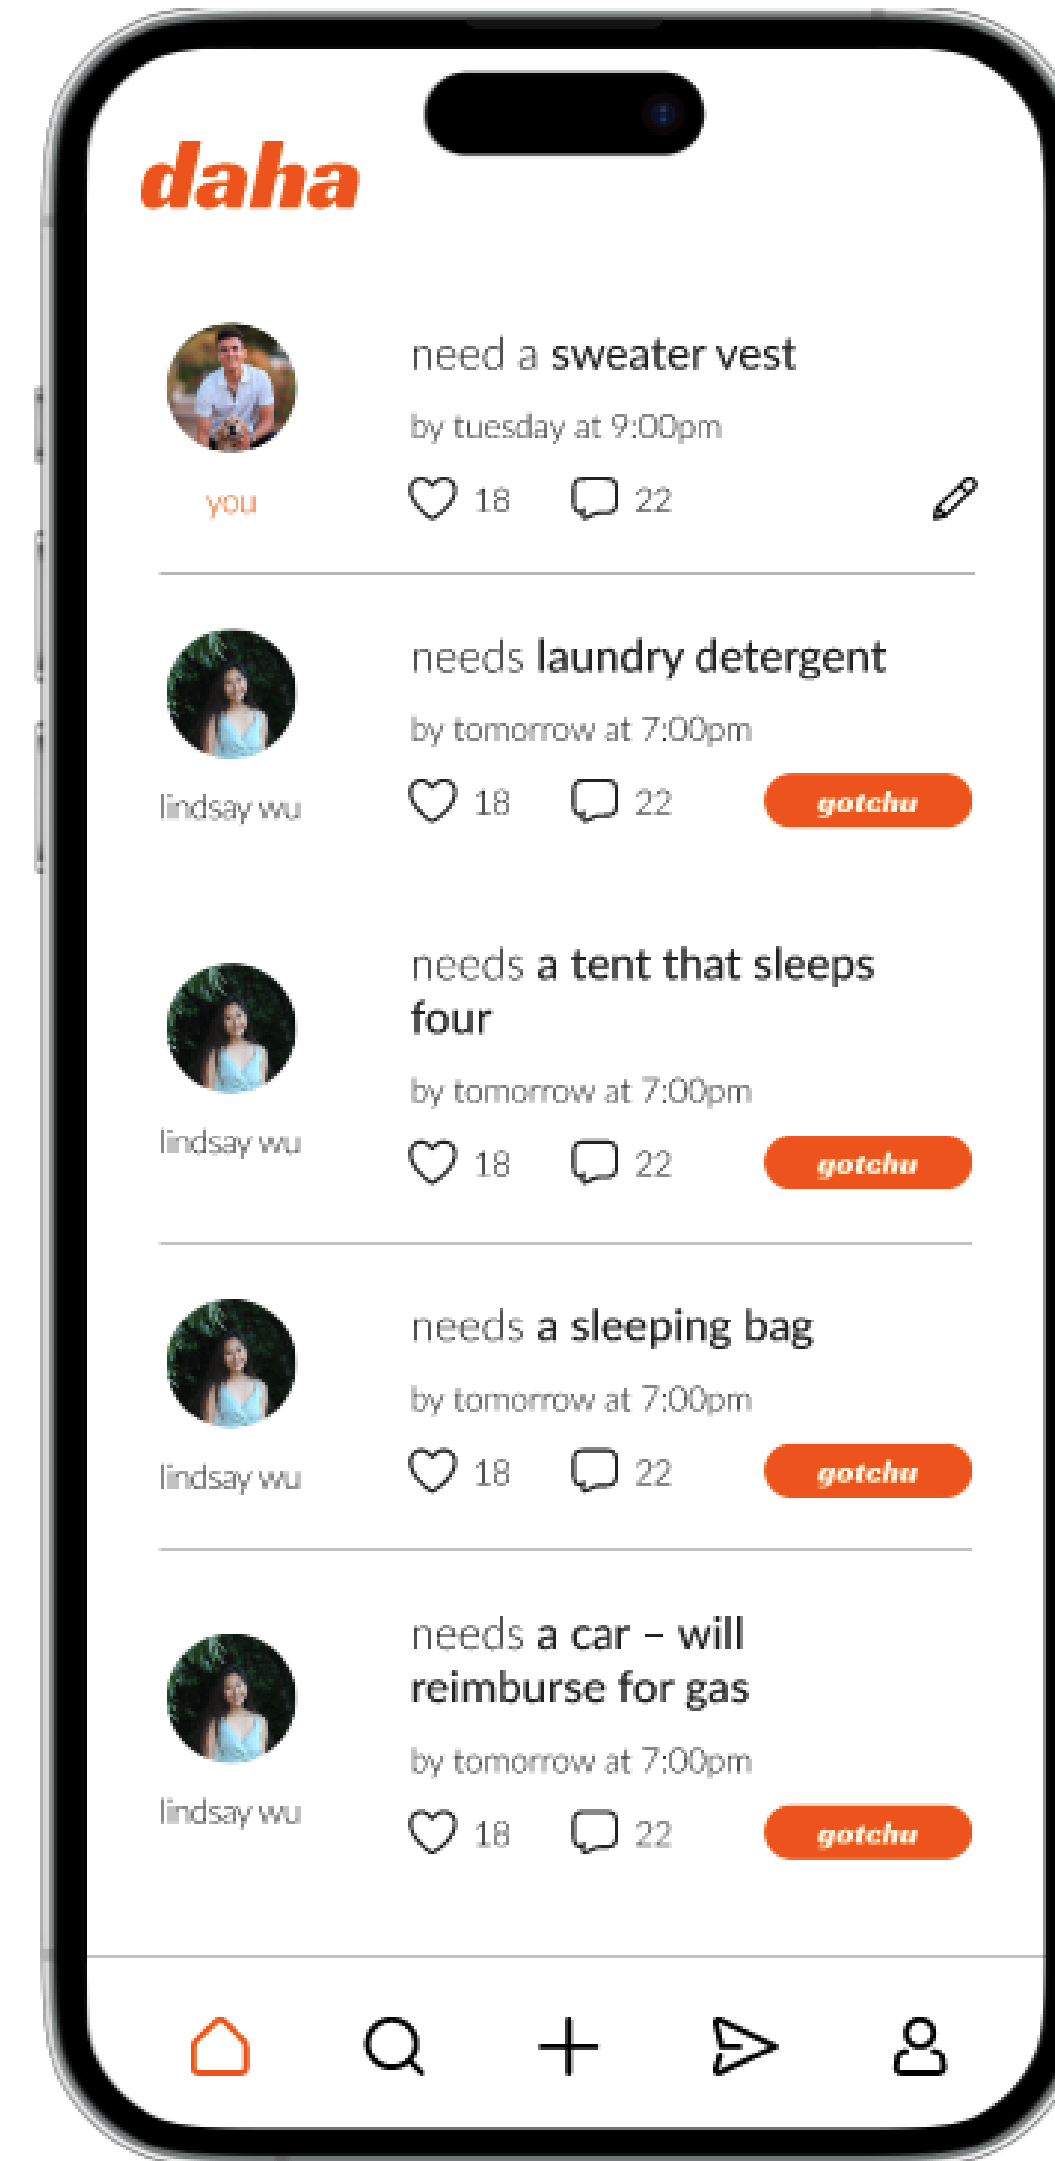 daha
need a sweater vest
by tuesday at 9:00pm
you
18
22
needs laundry detergent
by tomorrow at 7:00pm
lindsay wu
18
22
gotchu
needs a tent that sleeps
four
by tomorrow at 7:00pm
lindsay wu
18
22
gotchu
needs a sleeping bag
by tomorrow at 7:00pm
lindsay wu
18
22
gotchu
needs a car – will
reimburse for gas
by tomorrow at 7:00pm
lindsay wu
18
22
gotchu